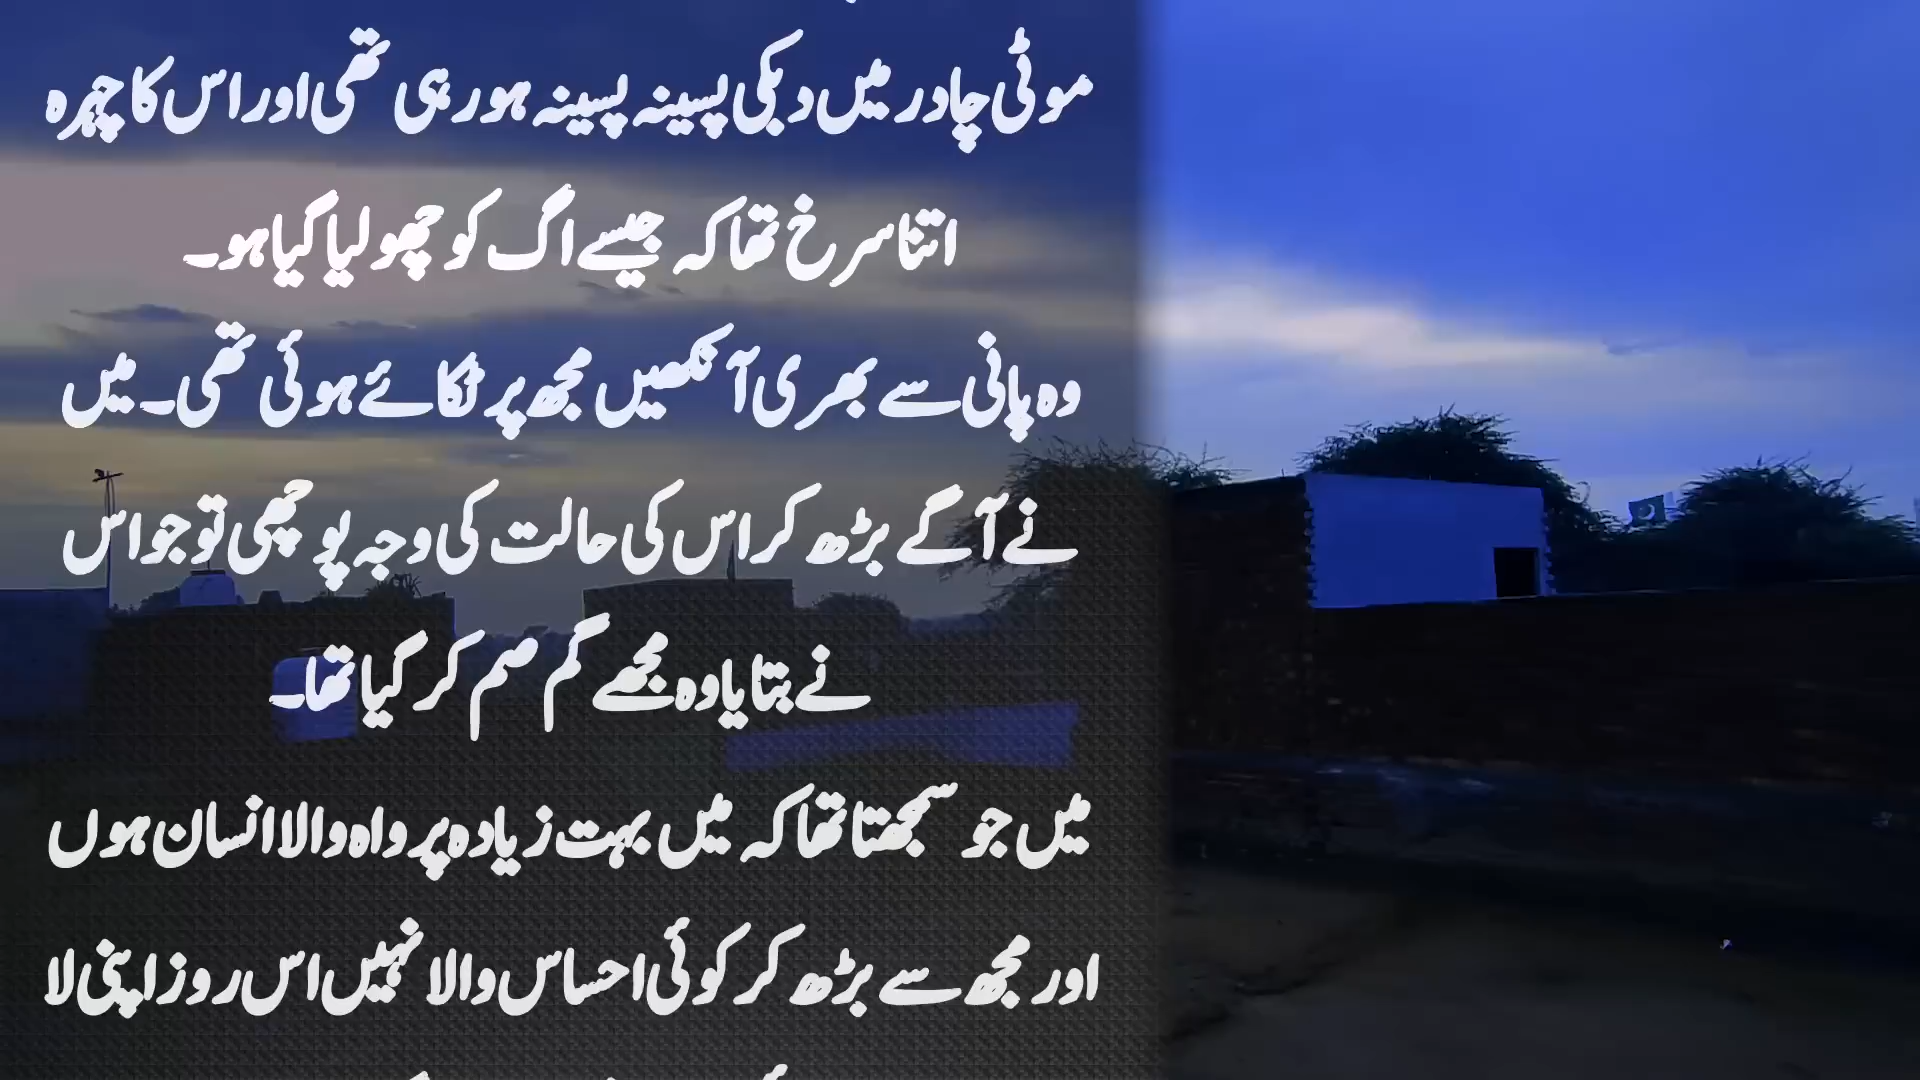 موٹی چادر میں دبکی پسینہ پسینہ ہو رہی تھی اور اس کا چہرہ
اتنا سرخ تھا کہ جیسے اگ کو چھو لیا گیا ہو۔
وہ پانی سے بھری آنکھیں مجھ پر ٹکائے ہوئی تھی۔ میں
نے آگے بڑھ کر اس کی حالت کی وجہ پوچھی تو جو اس
نے بتایا وہ مجھے گم صم کر گیا تھا۔
میں جو سمجھتا تھا کہ میں بہت زیادہ پرواہ والا انسان ہوں
اور مجھ سے بڑھ کر کوئی احساس والا نہیں اس روز اپنی لا